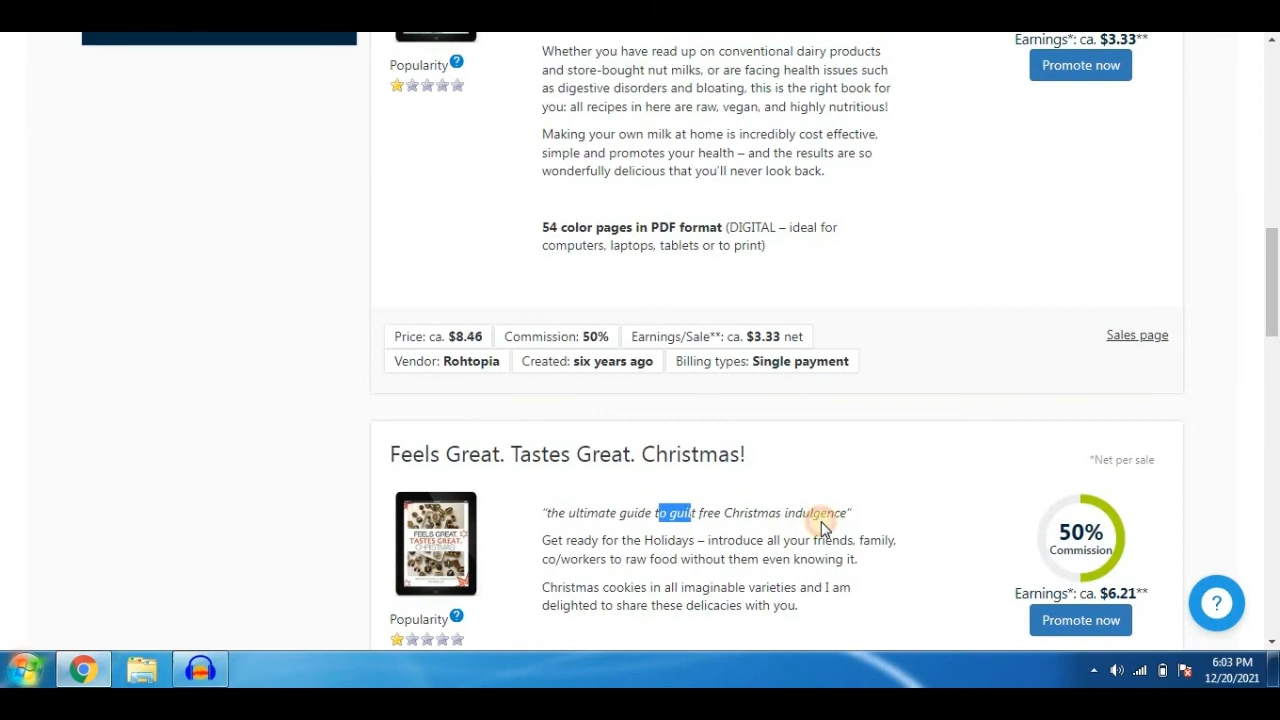 Whether you have read up on conventional dairy products
and store-bought nut milks, or are facing health issues such
as digestive disorders and bloating, this is the right book for
you: all recipes in here are raw, vegan, and highly nutritious!
Making your own milk at home is incredibly cost effective,
simple and promotes your health – and the results are so
wonderfully delicious that you'll never look back.
54 color pages in PDF format (DIGITAL – ideal for
computers, laptops, tablets or to print)
Popularity ?
Earnings*: ca. $3.33**
Promote now
Price: ca. $8.46
Commission: 50%
Earnings/Sale**: ca. $3.33 net
Sales page
Vendor: Rohtopia
Created: six years ago
Billing types: Single payment
Feels Great. Tastes Great. Christmas!
*Net per sale
FEELS GREAT.
TASTES GREAT.
CHRISTMAS!
"the ultimate guide to guilt free Christmas indulgence"
Get ready for the Holidays – introduce all your friends, family,
co/workers to raw food without them even knowing it.
Christmas cookies in all imaginable varieties and I am
delighted to share these delicacies with you.
Popularity ?
50%
Commission
Earnings*: ca. $6.21**
Promote now
?
6:03 PM
12/20/2021